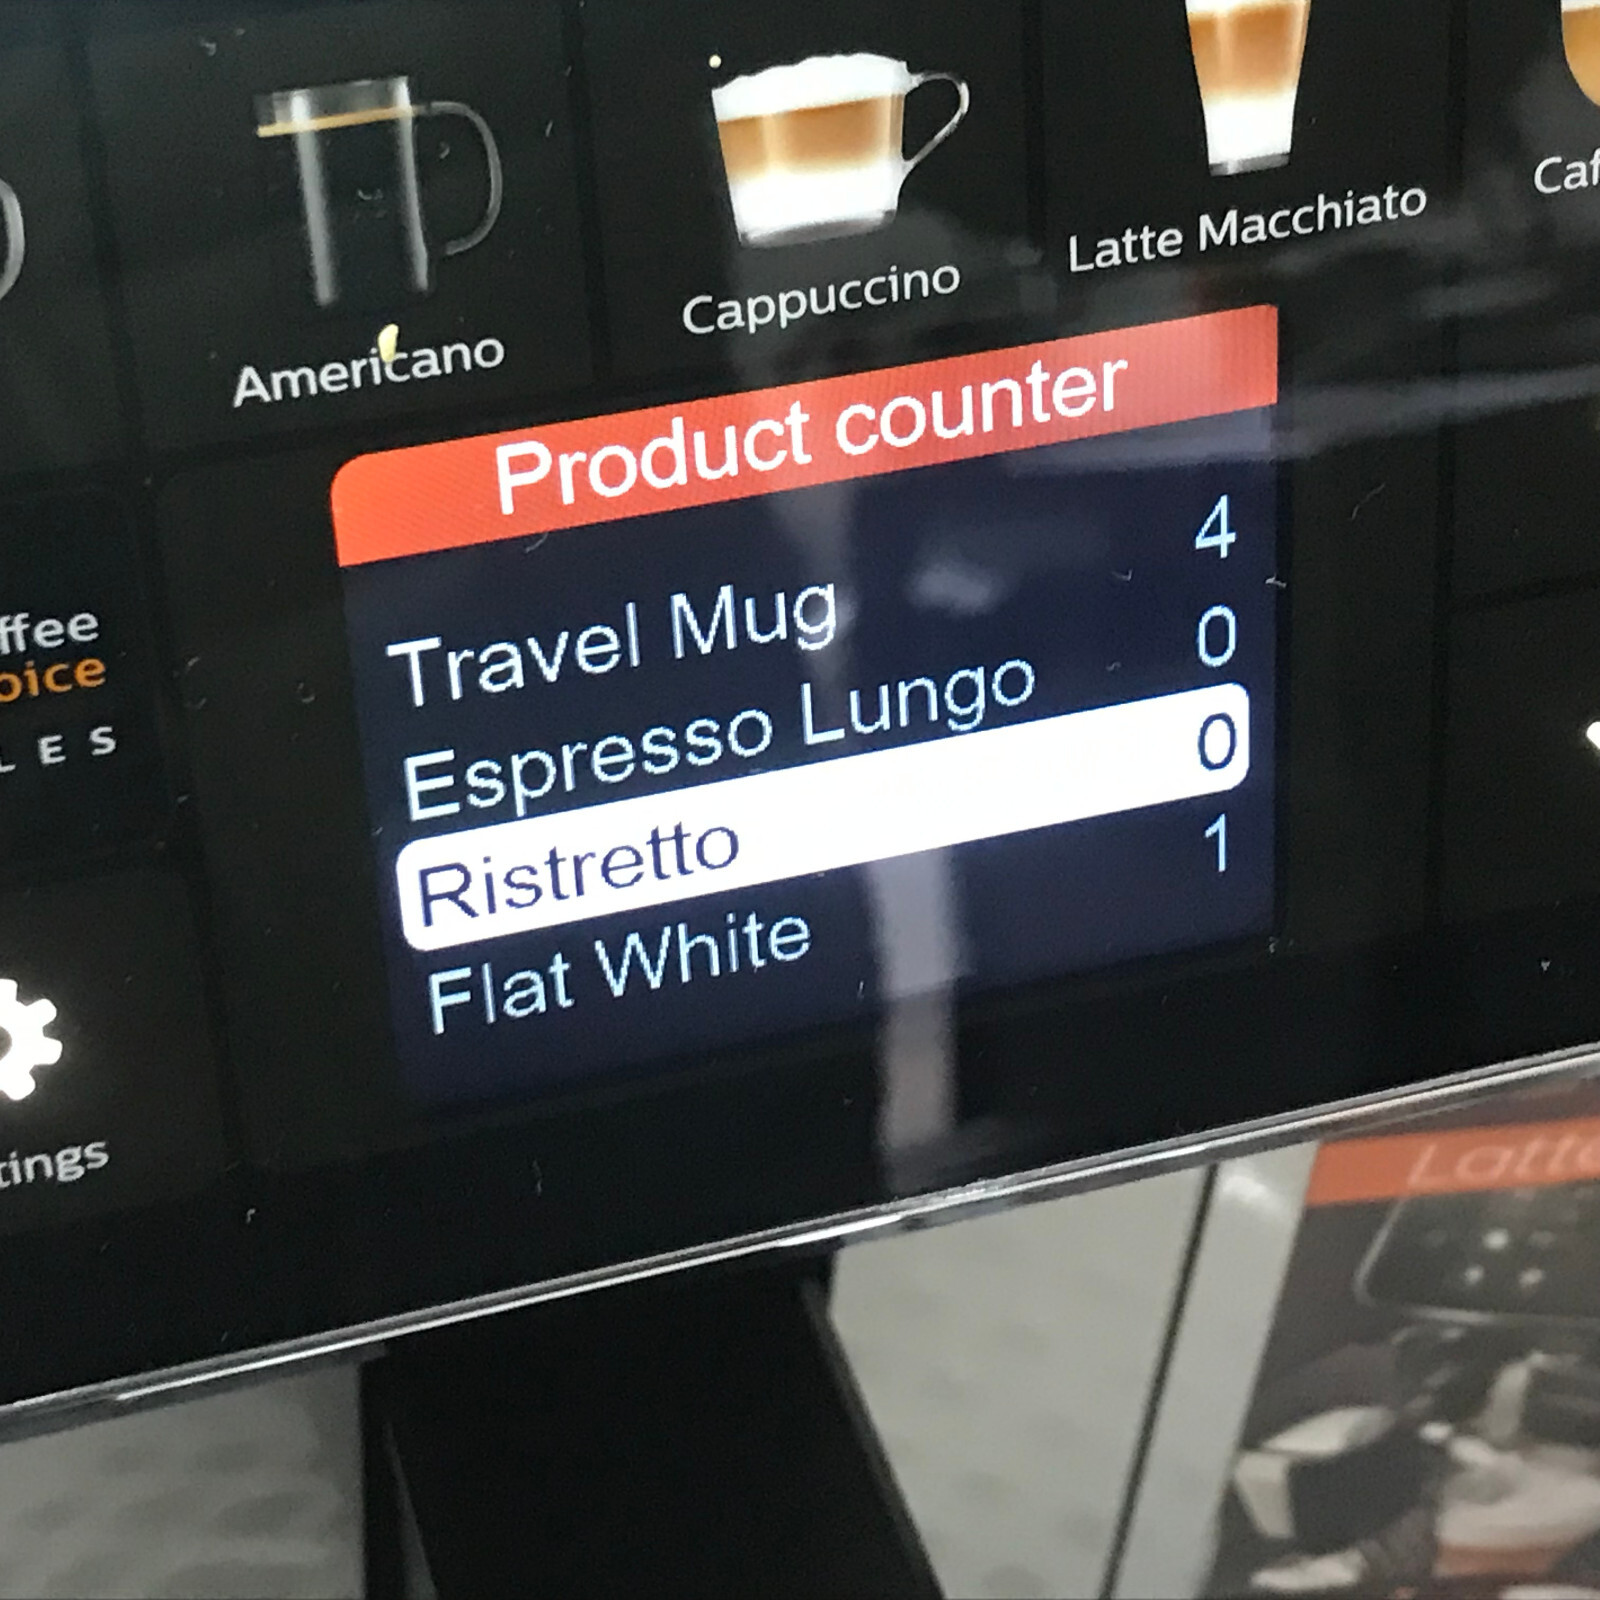 Americano
Cappuccino
Latte Macchiato
Product counter
Travel Mug 4
Espresso Lungo 0
Ristretto 0
Flat White 1